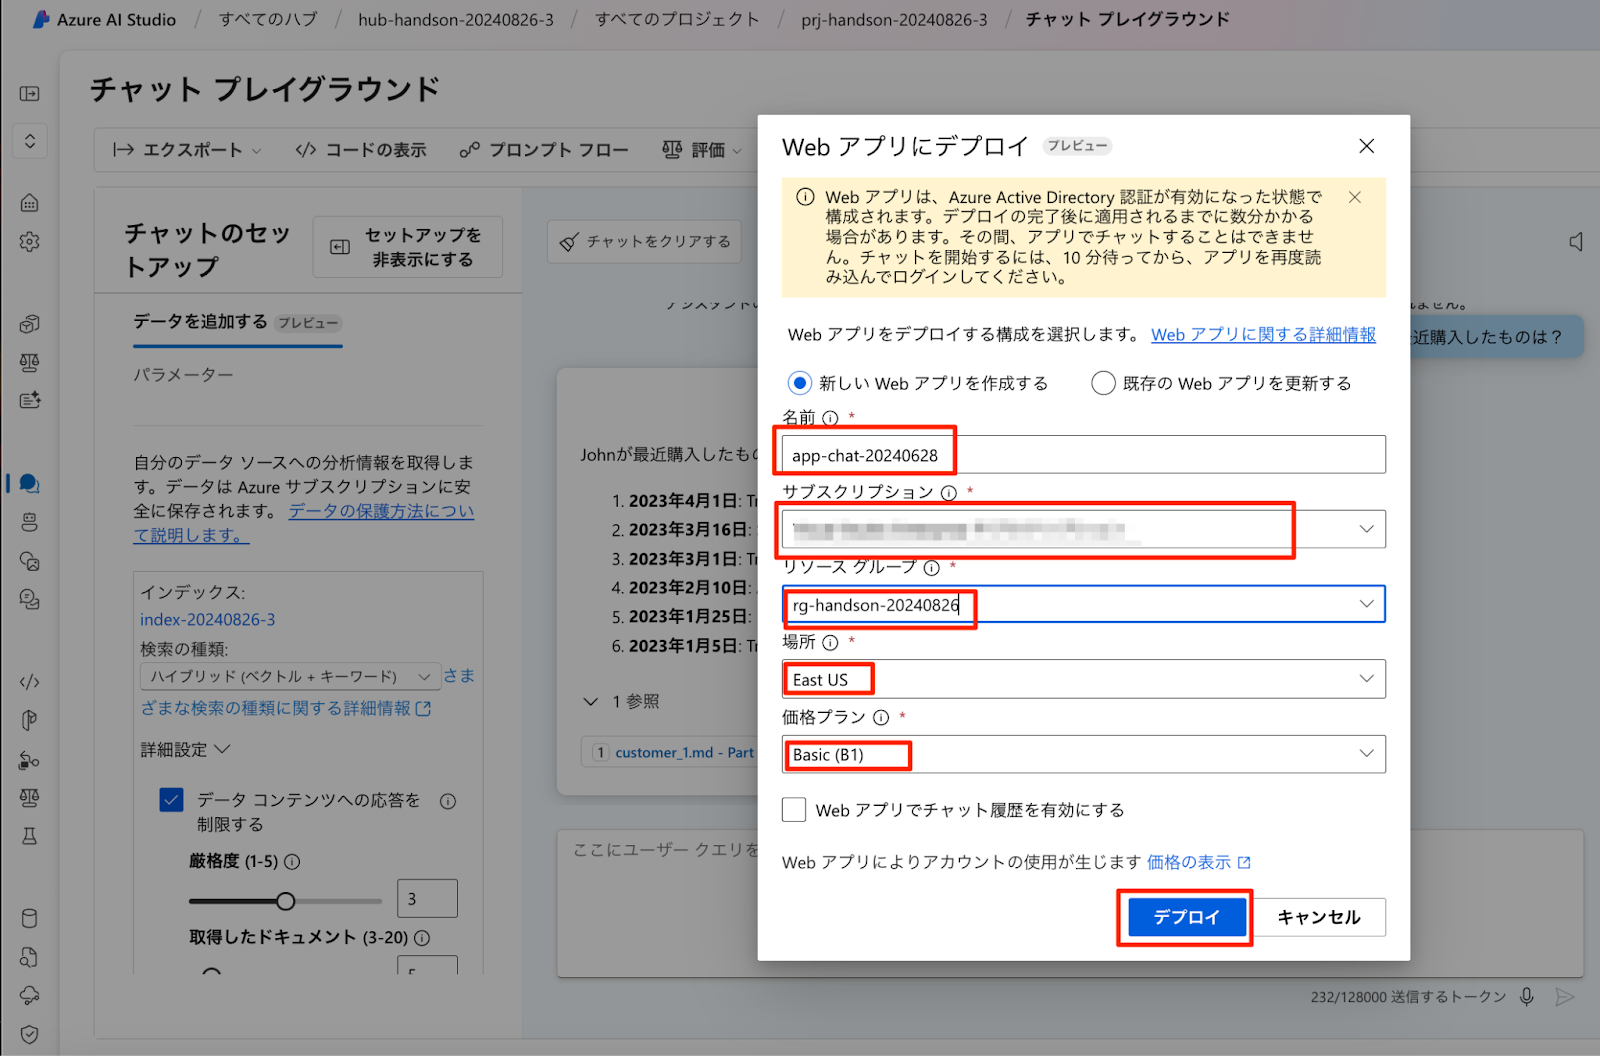 Azure AI Studio / すべてのハブ / hub-handson-20240826-3 / すべてのプロジェクト / prj-handson-20240826-3 / チャット プレイグラウンド
チャット プレイグラウンド
エクスポート
コードの表示
プロンプト フロー
評価
チャットのセッ
トアップ
セットアップを
非表示にする
データを追加する プレビュー
パラメーター
自分のデータ ソースへの分析情報を取得しま
す。データは Azure サブスクリプションに安
全に保存されます。 データの保護方法につい
て説明します。
インデックス:
index-20240826-3
検索の種類:
ハイブリッド (ベクトル + キーワード)
さま
ざまな検索の種類に関する詳細情報
詳細設定
データ コンテンツへの応答を
制限する
厳格度 (1-5)
3
取得したドキュメント (3-20)
5
チャットをクリアする
ません。
近購入したものは？
Johnが最近購入したもの
1. 2023年4月1日: Tr
2. 2023年3月16日:
3. 2023年3月1日: Tr
4. 2023年2月10日:
5. 2023年1月25日:
6. 2023年1月5日: Tr
1 参照
1 customer_1.md - Part
ここにユーザー クエリを
232/128000 送信するトークン
Web アプリにデプロイ プレビュー
Web アプリは、Azure Active Directory 認証が有効になった状態で
構成されます。デプロイの完了後に適用されるまでに数分かかる
場合があります。その間、アプリでチャットすることはできませ
ん。チャットを開始するには、10 分待ってから、アプリを再度読
み込んでログインしてください。
Web アプリをデプロイする構成を選択します。 Web アプリに関する詳細情報
新しい Web アプリを作成する
既存の Web アプリを更新する
名前 *
app-chat-20240628
サブスクリプション *
リソース グループ *
rg-handson-20240826
場所 *
East US
価格プラン *
Basic (B1)
Web アプリでチャット履歴を有効にする
Web アプリによりアカウントの使用が生じます 価格の表示
デプロイ
キャンセル